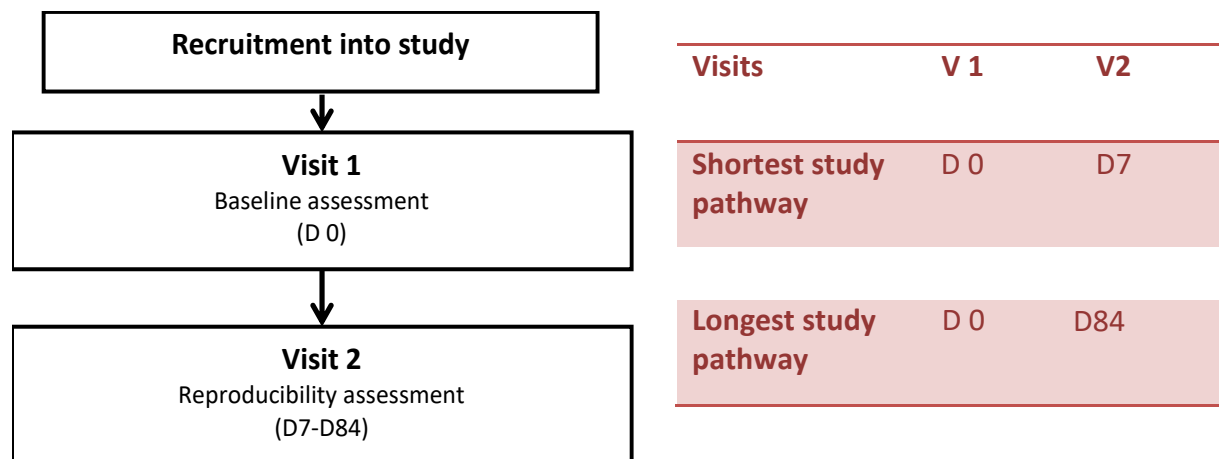 Recruitment into study
Visit 1
Baseline assessment
(D 0)
Visit 2
Reproducibility assessment
(D7-D84)
Visits V 1 V2
Shortest study D 0 D7
pathway
Longest study D 0 D84
pathway